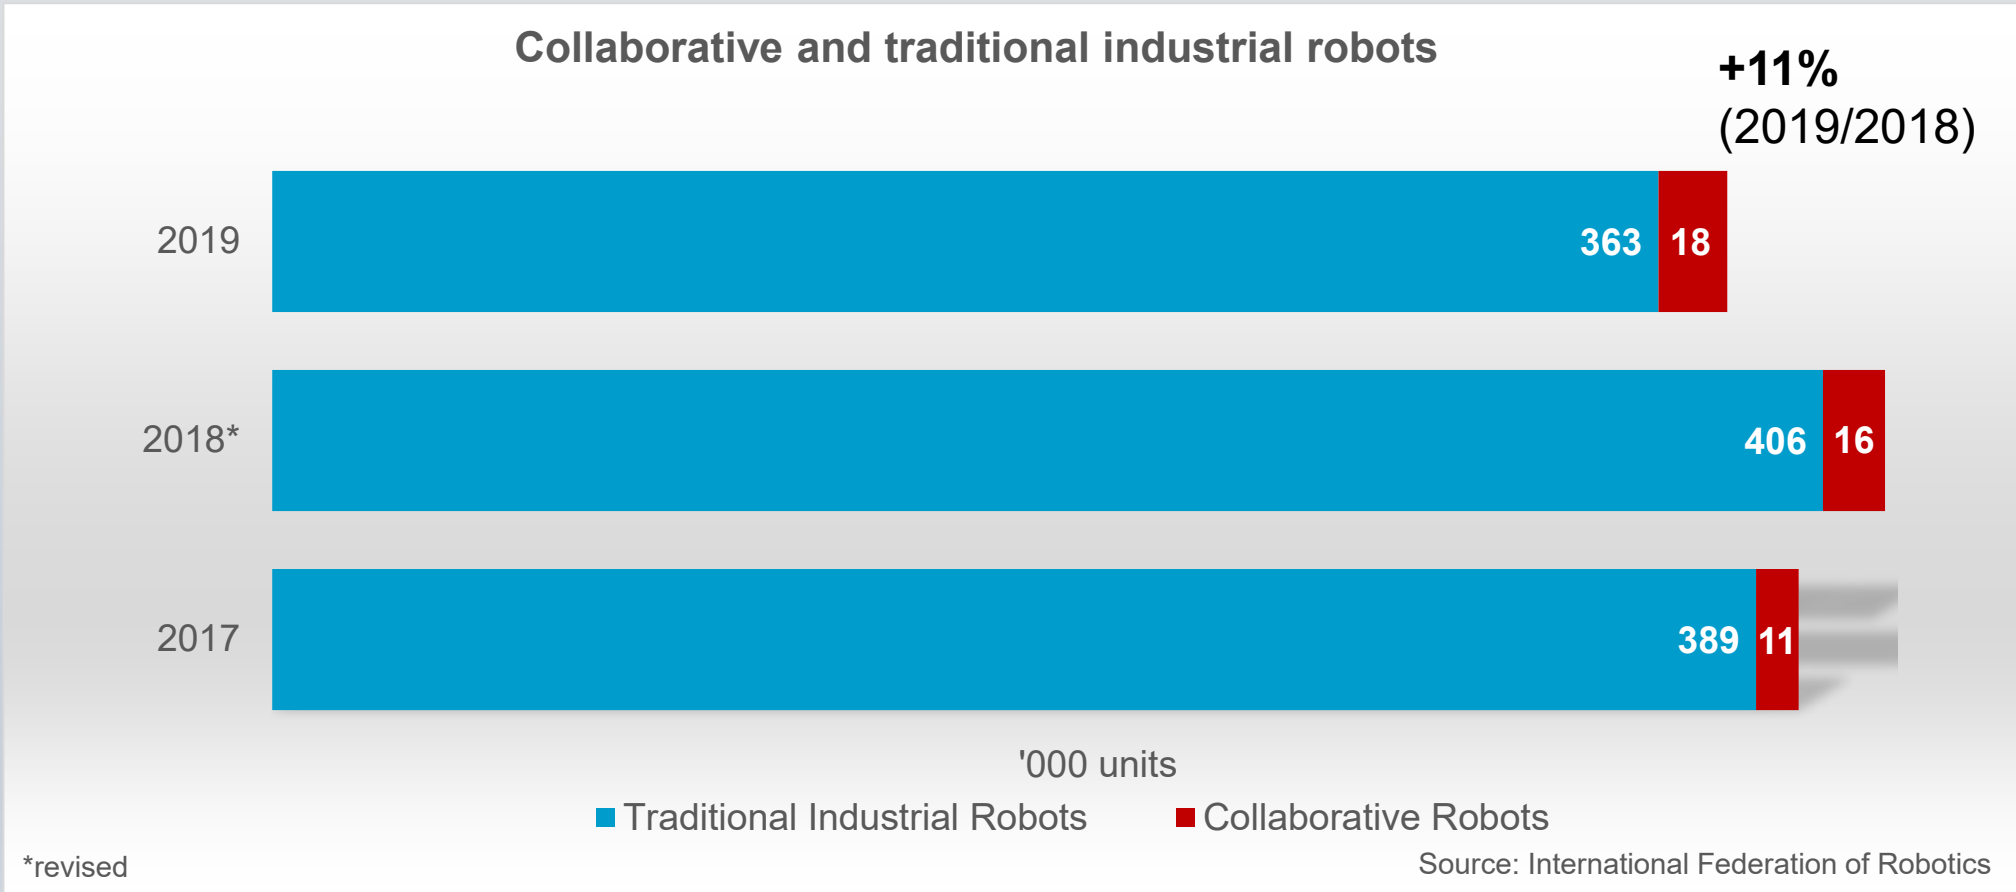 Collaborative and traditional industrial robots
+11%
(2019/2018)
2019
363 18
2018*
406 16
2017
389 11
'000 units
Traditional Industrial Robots Collaborative Robots
*revised
Source: International Federation of Robotics